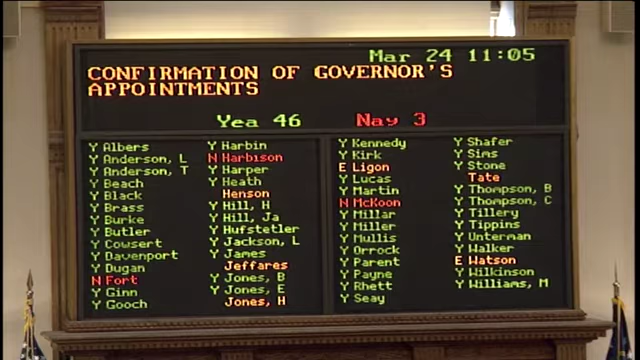 Mar 24 11:05
CONFIRMATION OF GOVERNOR'S
APPOINTMENTS
Yea 46 Nay 3
Y Albers
Y Anderson, L
Y Anderson, T
Y Beach
Y Black
Y Brass
Y Burke
Y Butler
Y Cowsert
Y Davenport
Y Dugan
N Fort
Y Ginn
Y Gooch
Y Harbin
N Harbison
Y Harper
Y Heath
Henson
Y Hill, H
Y Hill, Ja
Y Hufstetler
Y Jackson, L
Y James
Jeffares
Y Jones, B
Y Jones, E
Jones, H
Y Kennedy
Y Kirk
E Ligon
Y Lucas
Y Martin
N McKoon
Y Millar
Y Miller
Y Mullis
Y Orrock
Y Parent
Y Payne
Y Rhett
Y Seay
Y Shafer
Y Sims
Y Stone
Tate
Y Thompson, B
Y Thompson, C
Y Tillery
Y Tippins
Y Unterman
Y Walker
E Watson
Y Wilkinson
Y Williams, M